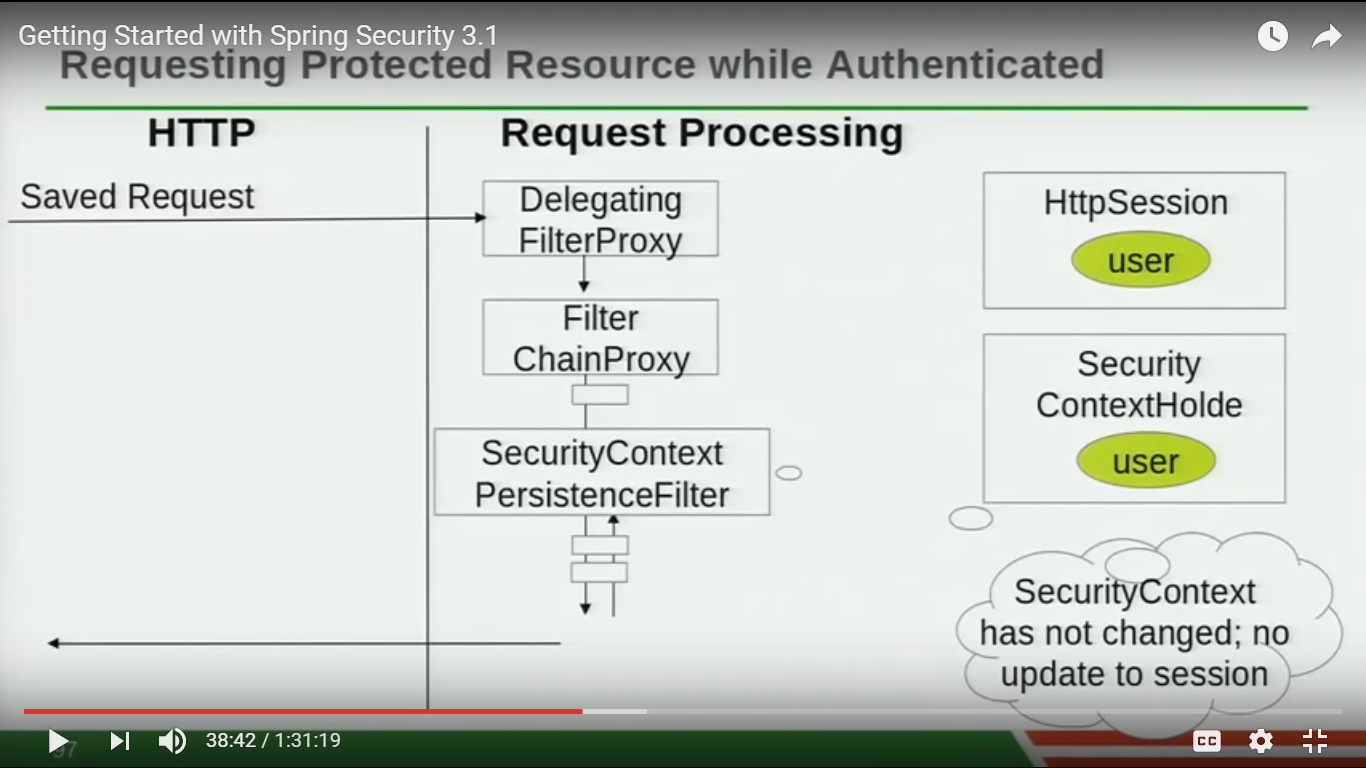 Getting Started with Spring Security 3.1
Requesting Protected Resource while Authenticated
HTTP
Request Processing
Saved Request
Delegating
FilterProxy
Filter
ChainProxy
SecurityContext
PersistenceFilter
HttpSession
user
Security
ContextHolde
user
SecurityContext
has not changed; no
update to session
97
38:42 / 1:31:19
CC